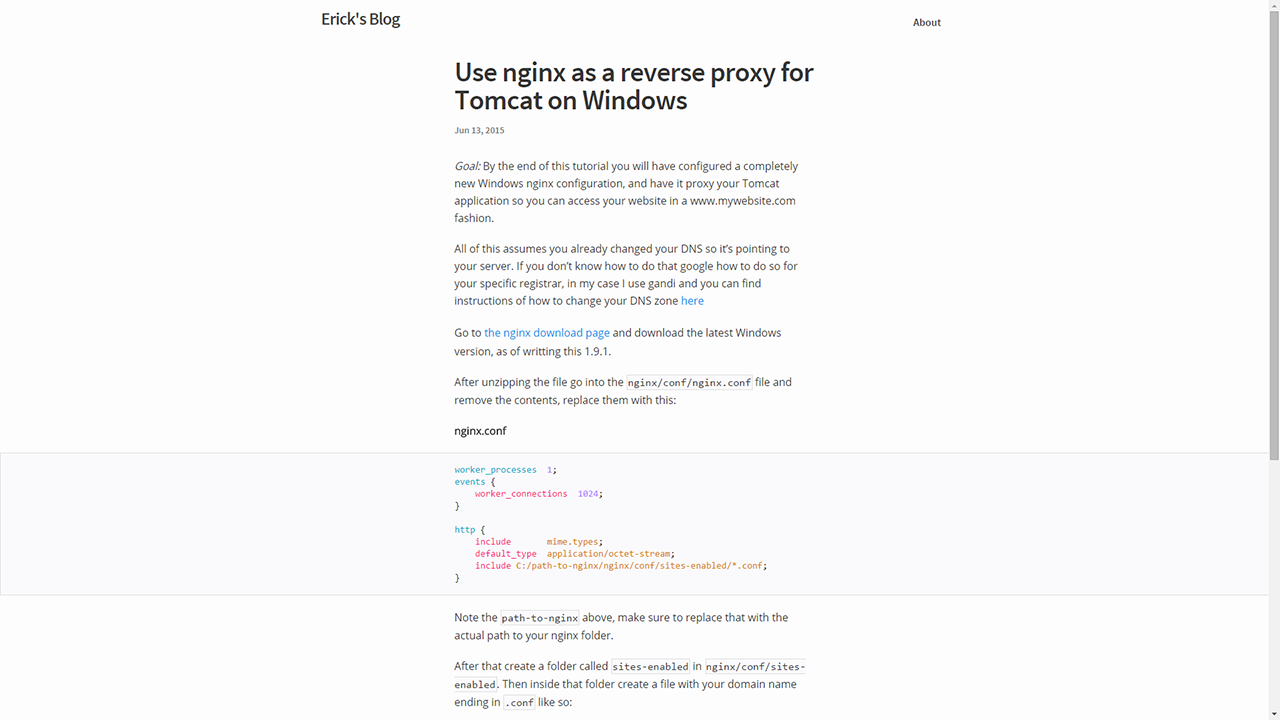 Erick's Blog
About
Use nginx as a reverse proxy for
Tomcat on Windows
Jun 13, 2015
Goal: By the end of this tutorial you will have configured a completely
new Windows nginx configuration, and have it proxy your Tomcat
application so you can access your website in a www.mywebsite.com
fashion.
All of this assumes you already changed your DNS so it’s pointing to
your server. If you don’t know how to do that google how to do so for
your specific registrar, in my case I use gandi and you can find
instructions of how to change your DNS zone here
Go to the nginx download page and download the latest Windows
version, as of writting this 1.9.1.
After unzipping the file go into the nginx/conf/nginx.conf file and
remove the contents, replace them with this:
nginx.conf
worker_processes  1;
events {
    worker_connections  1024;
}
http {
    include       mime.types;
    default_type  application/octet-stream;
    include C:/path-to-nginx/nginx/conf/sites-enabled/*.conf;
}
Note the path-to-nginx above, make sure to replace that with the
actual path to your nginx folder.
After that create a folder called sites-enabled in nginx/conf/sites-
enabled. Then inside that folder create a file with your domain name
ending in .conf like so: